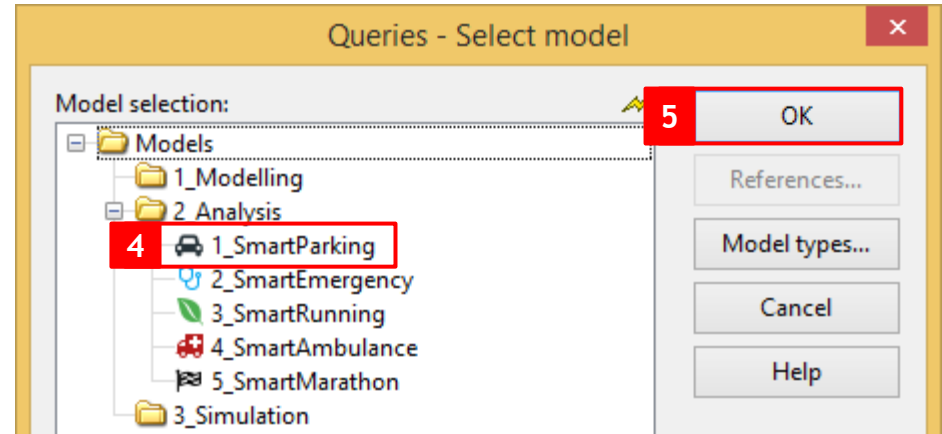 Queries - Select model
Model selection:
5 OK
Models
1_Modelling
References...
2_Analysis
4 1_SmartParking
Model types...
2_SmartEmergency
3_SmartRunning
Cancel
4_SmartAmbulance
5_SmartMarathon
Help
3_Simulation